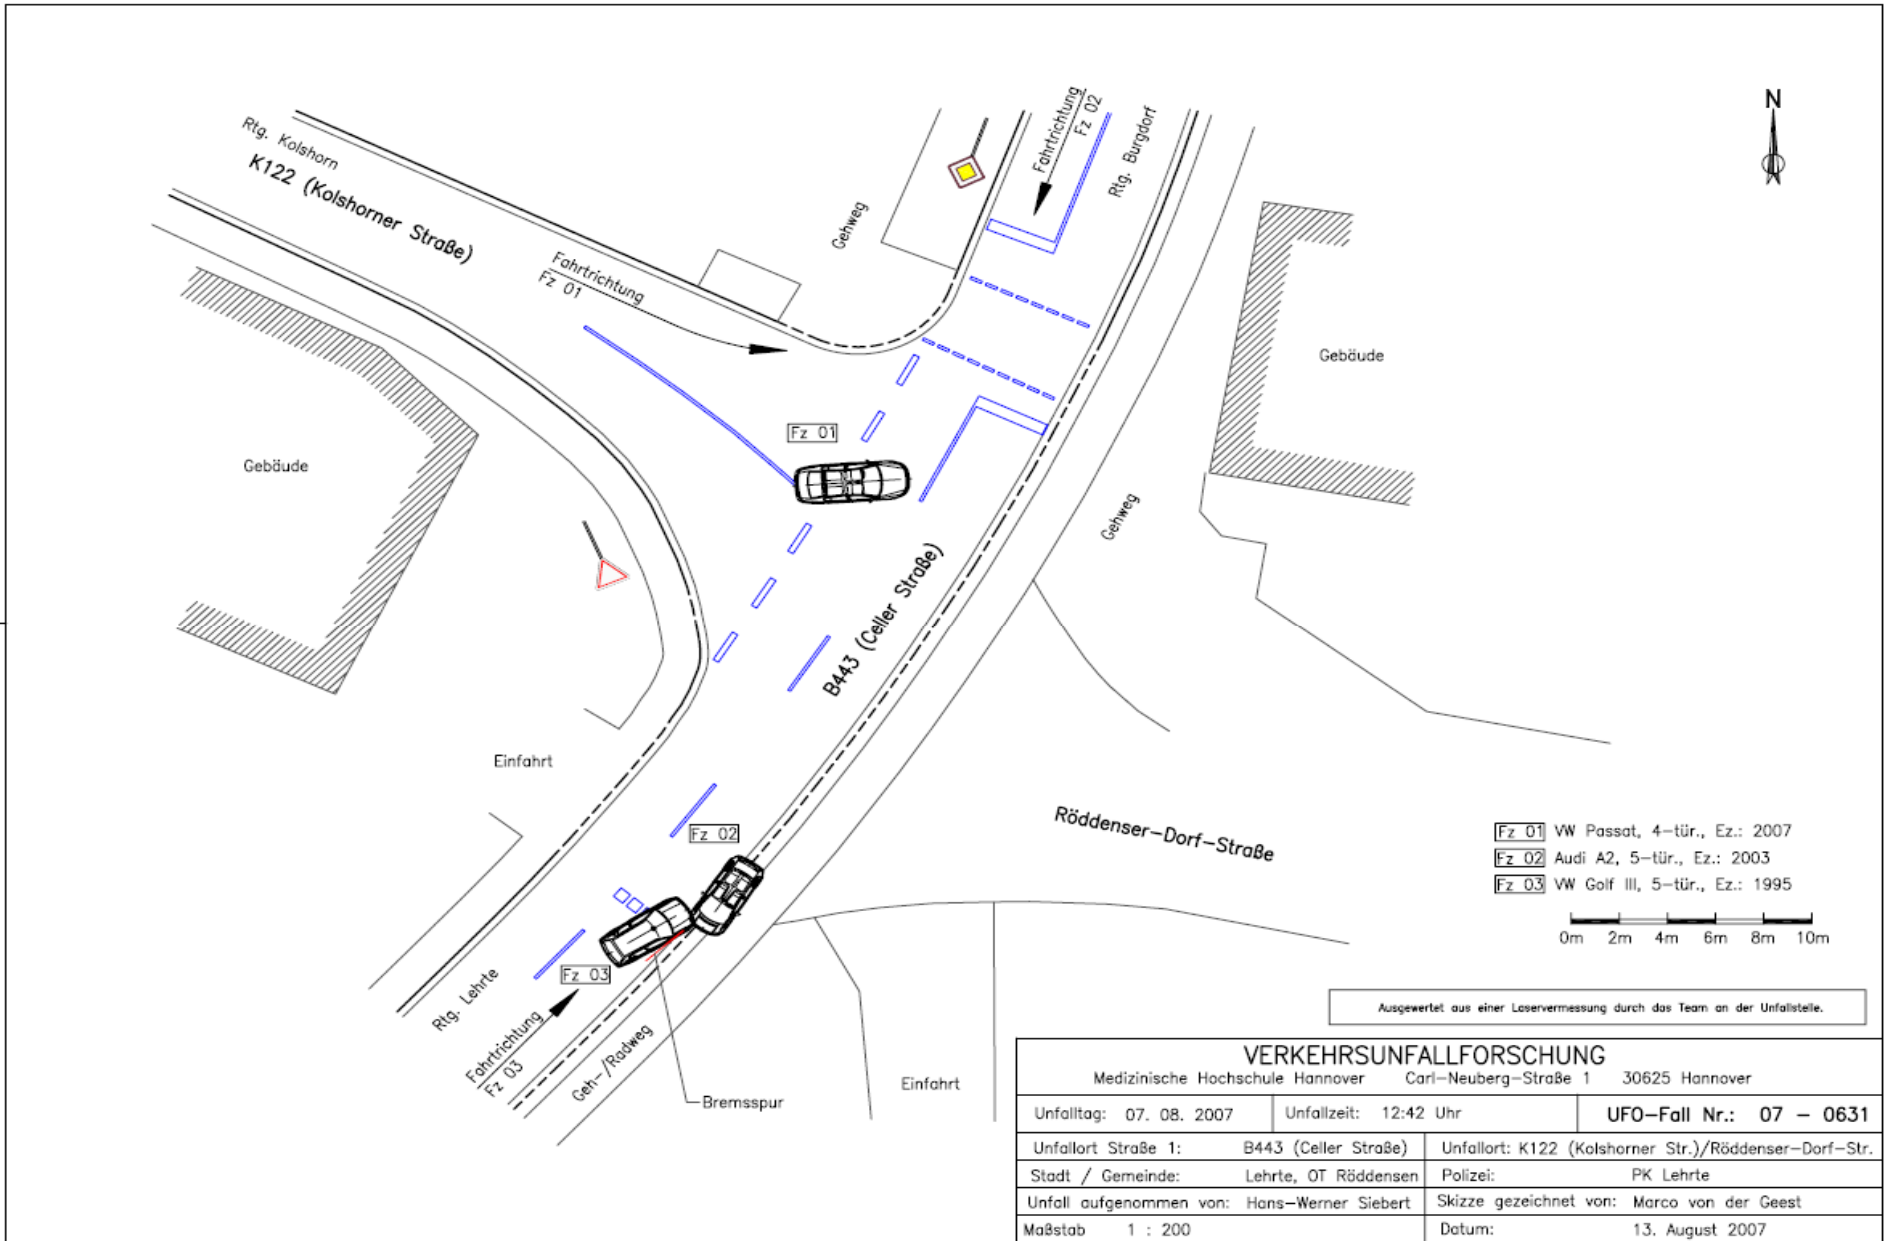 N
Rtg. Kolshorn
K122 (Kolshorner Straße)
Fahrtrichtung
Fz 01
Gehweg
Fahrtrichtung
Fz 02
Rtg. Burgdorf
Gebäude
Gebäude
Fz 01
Gehweg
B443 (Celler Straße)
Einfahrt
Fz 02
Röddenser-Dorf-Straße
Fz 03
Rtg. Lehrte
Fahrtrichtung
Fz 03
Geh-/Radweg
Bremsspur
Einfahrt
Fz 01 VW Passat, 4-tür., Ez.: 2007
Fz 02 Audi A2, 5-tür., Ez.: 2003
Fz 03 VW Golf III, 5-tür., Ez.: 1995
0m 2m 4m 6m 8m 10m
Ausgewertet aus einer Laservermessung durch das Team an der Unfallstelle.
VERKEHRSUNFALLFORSCHUNG
Medizinische Hochschule Hannover Carl-Neuberg-Straße 1 30625 Hannover
Unfalltag: 07. 08. 2007 Unfallzeit: 12:42 Uhr UFO-Fall Nr.: 07 - 0631
Unfallort Straße 1: B443 (Celler Straße) Unfallort: K122 (Kolshorner Str.)/Röddenser-Dorf-Str.
Stadt / Gemeinde: Lehrte, OT Röddensen Polizei: PK Lehrte
Unfall aufgenommen von: Hans-Werner Siebert Skizze gezeichnet von: Marco von der Geest
Maßstab 1 : 200 Datum: 13. August 2007